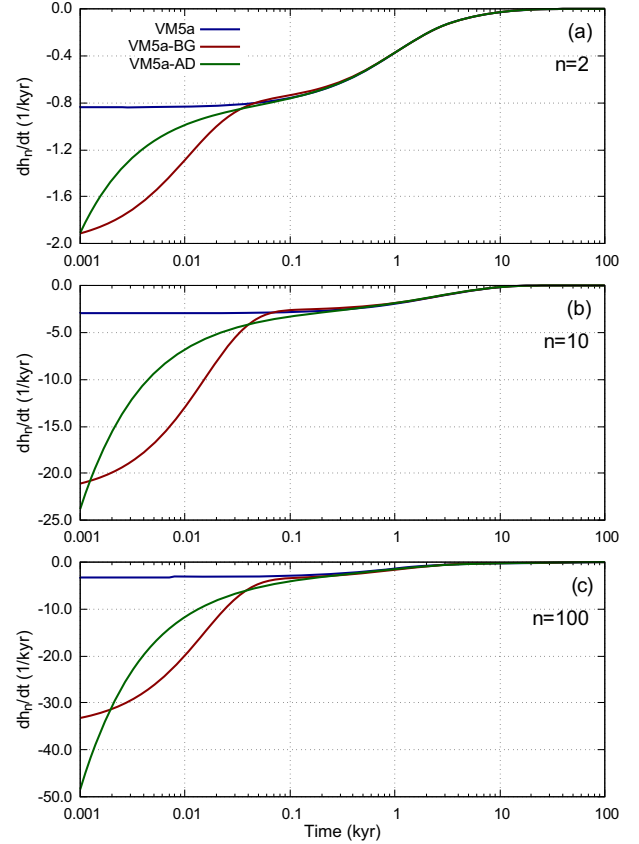 0.0
-0.4
-0.8
-1.2
-1.6
-2.0
dh_n/dt (1/kyr)
VM5a
VM5a-BG
VM5a-AD
(a)
n=2
0.001 0.01 0.1 1 10 100
0.0
-5.0
-10.0
-15.0
-20.0
-25.0
dh_n/dt (1/kyr)
(b)
n=10
0.001 0.01 0.1 1 10 100
0.0
-10.0
-20.0
-30.0
-40.0
-50.0
dh_n/dt (1/kyr)
(c)
n=100
0.001 0.01 0.1 1 10 100
Time (kyr)